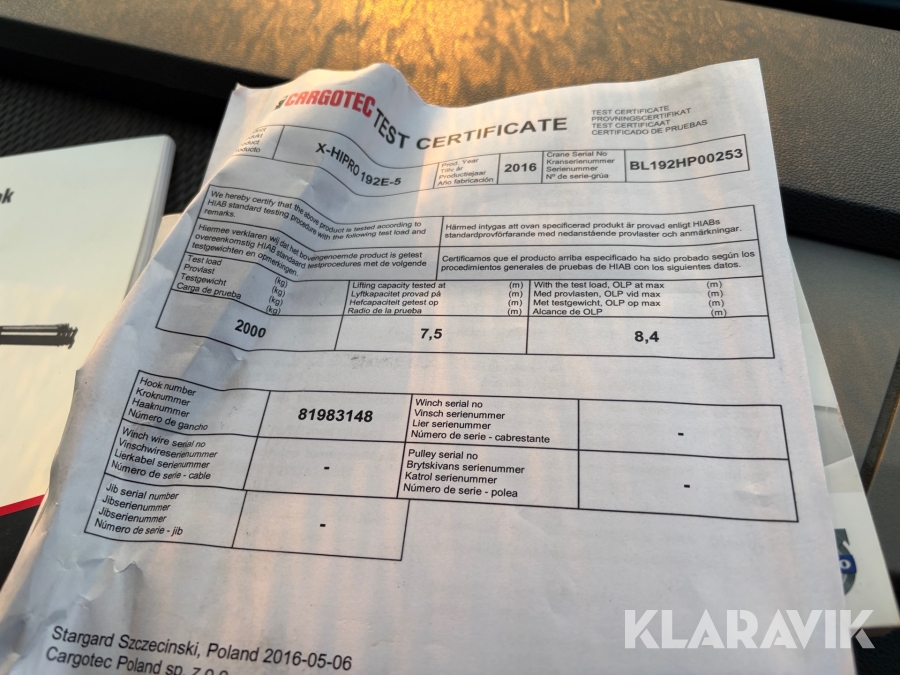 CARGOTEC
TEST CERTIFICATE
TEST CERTIFICATE
PROVNINGSCERTIFIKAT
TEST CERTIFICAAT
CERTIFICADO DE PRUEBAS
X-HIPRO 192E-5
Prod. Year
Tillv år
Productiejaar
Año fabricación
2016
Crane Serial No
Kranserienummer
Serienummer
Nº de serie-grúa
BL192HP00253
We hereby certify that the above product is tested according to
HIAB standard testing procedure with the following test load and
remarks.
Härmed intygas att ovan specificerad produkt är provad enligt HIABs
standardprovförfarande med nedanstående provlaster och anmärkningar.
Hiermee verklaren wij dat het bovengenoemde product is getest
overeenkomstig HIAB standaard testprocedures met de volgende
testgewichten en opmerkingen.
Certificamos que el producto arriba especificado ha sido probado según los
procedimientos generales de pruebas de HIAB con los siguientes datos.
Test load (kg)
Provlast (kg)
Testgewicht (kg)
Carga de prueba (kg)
2000
Lifting capacity tested at (m)
Lyftkapacitet provad på (m)
Hefcapaciteit getest op (m)
Radio de la prueba (m)
7,5
With the test load, OLP at max (m)
Med provlasten, OLP vid max (m)
Met testgewicht, OLP op max (m)
Alcance de OLP (m)
8,4
Hook number
Kroknummer
Haaknummer
Número de gancho
81983148
Winch serial no
Vinsch serienummer
Lier serienummer
Número de serie - cabrestante
-
Winch wire serial no
Vinschwireserienummer
Lierkabel serienummer
Número de serie - cable
-
Pulley serial no
Brytskivans serienummer
Katrol serienummer
Número de serie - polea
-
Jib serial number
Jibserienummer
Jibserienummer
Número de serie - jib
-
Stargard Szczecinski, Poland 2016-05-06
Cargotec Poland sp. z o.o
KLARAVIK